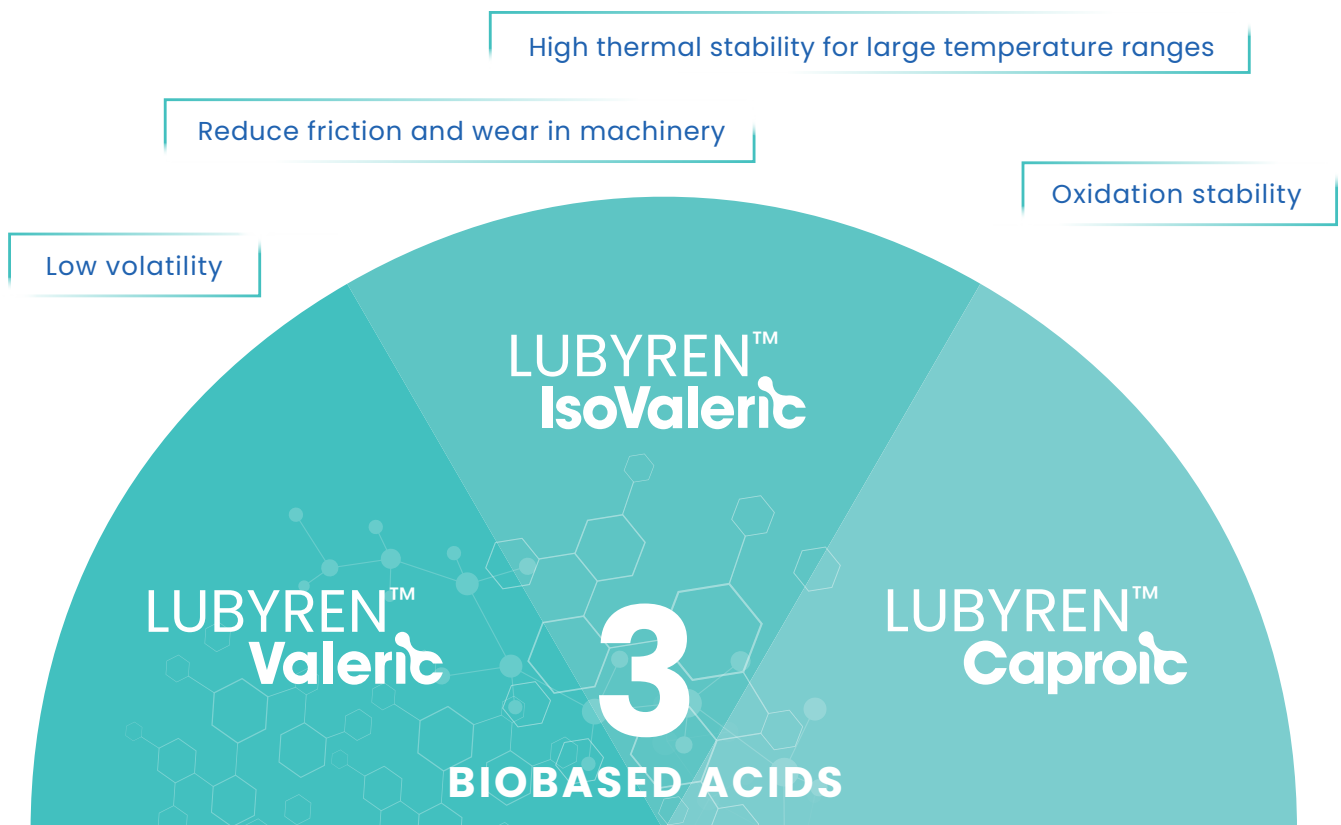 High thermal stability for large temperature ranges
Reduce friction and wear in machinery
Oxidation stability
Low volatility
LUBYREN™
IsoValeric
LUBYREN™
Valeric
LUBYREN™
Caproic
3
BIOBASED ACIDS